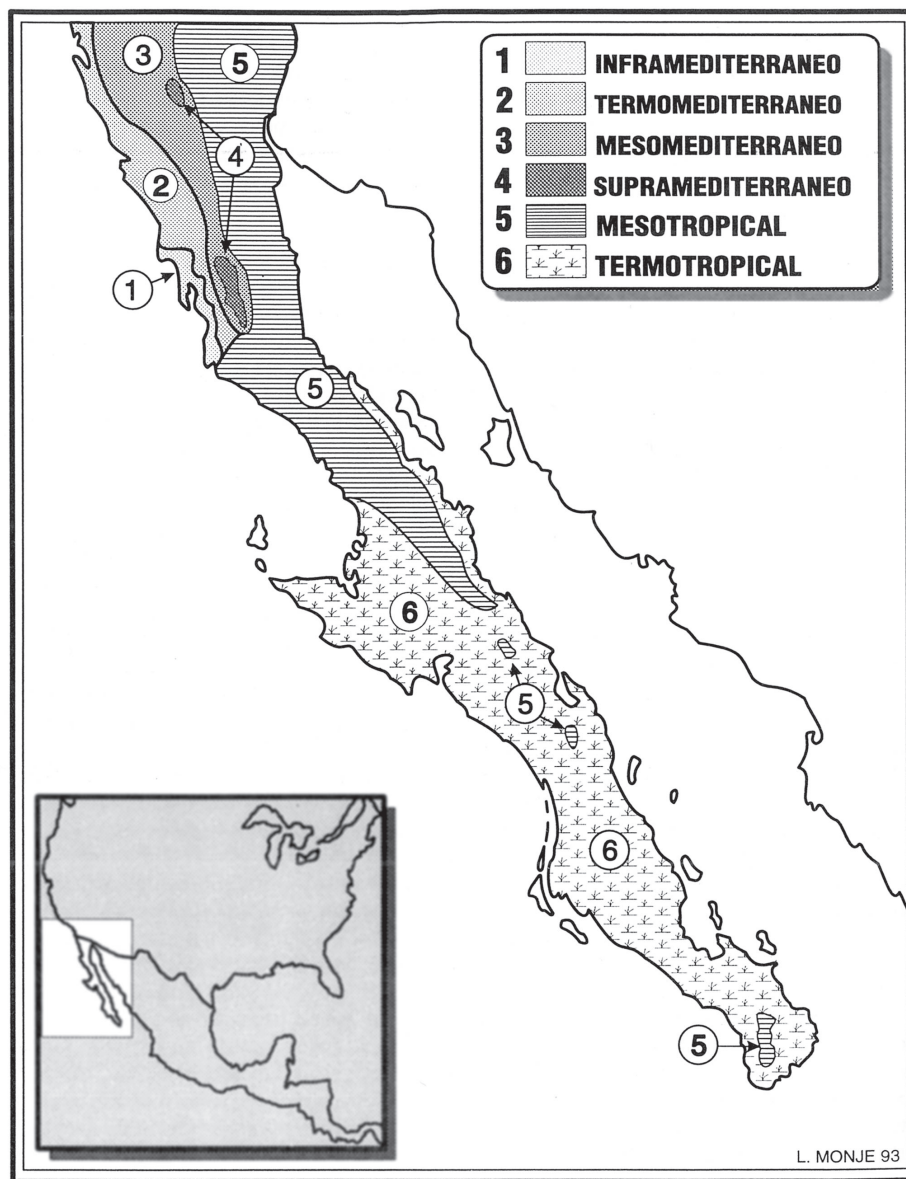 3
5
4
2
1
5
6
5
6
5
1 INFRAMEDITERRANEO
2 TERMOMEDITERRANEO
3 MESOMEDITERRANEO
4 SUPRAMEDITERRANEO
5 MESOTROPICAL
6 TERMOTROPICAL
L. MONJE 93